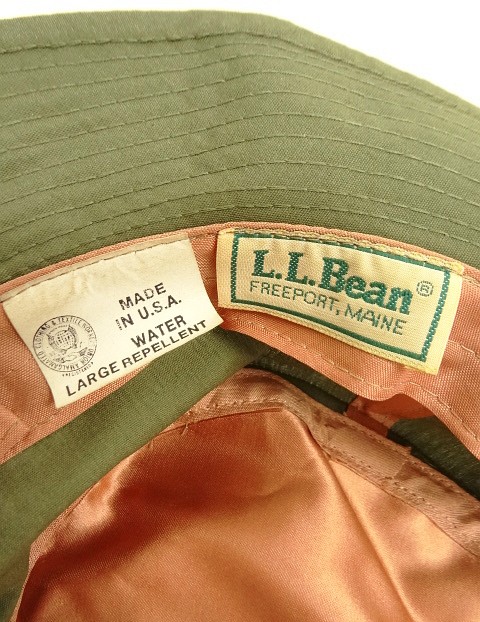 MADE
IN U.S.A.
WATER
LARGE REPELLENT
L.L.Bean®
FREEPORT, MAINE